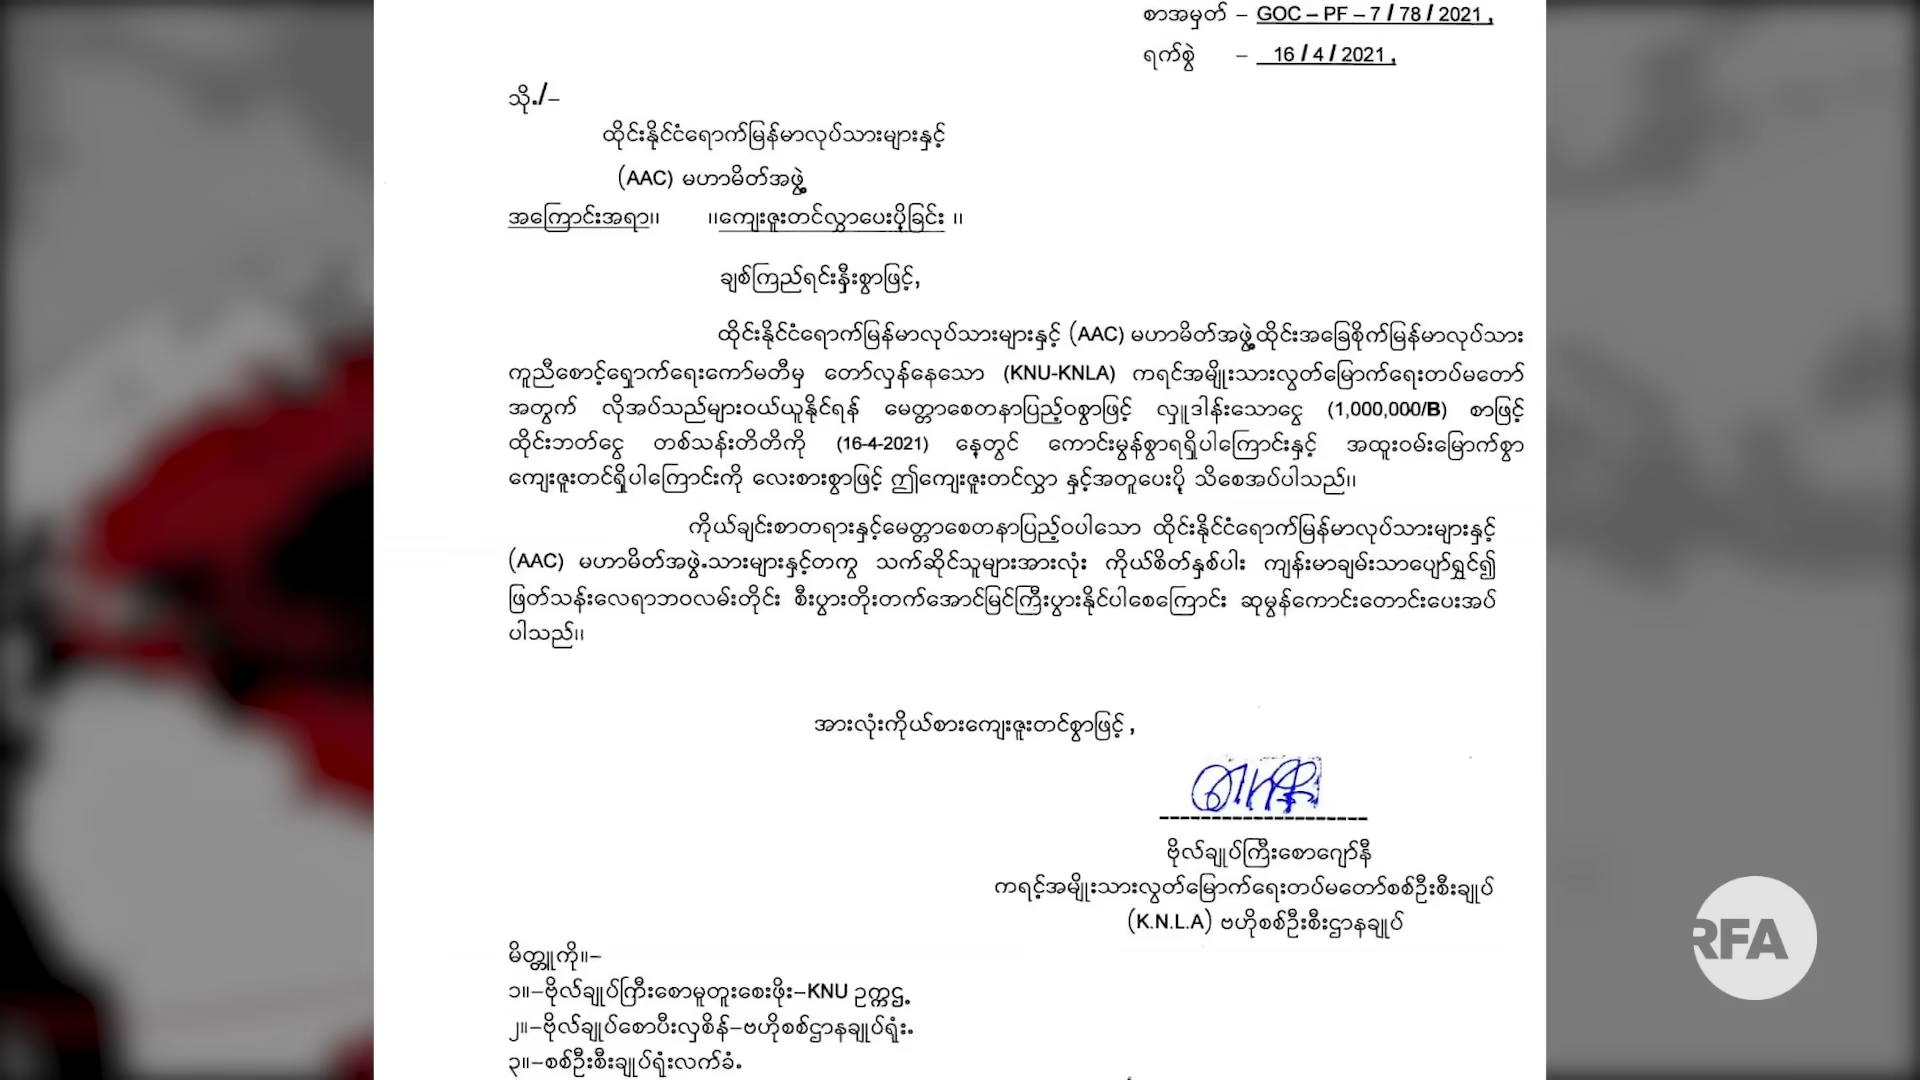 စာအမှတ် – GOC – PF – 7 / 78 / 2021 ,
ရက်စွဲ – 16 / 4 / 2021 ,
သို့./–
ထိုင်းနိုင်ငံရောက်မြန်မာလုပ်သားများနှင့်
(AAC) မဟာမိတ်အဖွဲ့
အကြောင်းအရာ။ ။ကျေးဇူးတင်လွှာပေးပို့ခြင်း ။
ချစ်ကြည်ရင်းနှီးစွာဖြင့်,
ထိုင်းနိုင်ငံရောက်မြန်မာလုပ်သားများနှင့် (AAC) မဟာမိတ်အဖွဲ့ထိုင်းအခြေစိုက်မြန်မာလုပ်သား
ကူညီစောင့်ရှောက်ရေးကော်မတီမှ တော်လှန်နေသော (KNU-KNLA) ကရင်အမျိုးသားလွတ်မြောက်ရေးတပ်မတော်
အတွက် လိုအပ်သည်များဝယ်ယူနိုင်ရန် မေတ္တာစေတနာပြည့်ဝစွာဖြင့် လှူဒါန်းသောငွေ (1,000,000/B) စာဖြင့်
ထိုင်းဘတ်ငွေ တစ်သန်းတိတိကို (16-4-2021) နေ့တွင် ကောင်းမွန်စွာရရှိပါကြောင်းနှင့် အထူးဝမ်းမြောက်စွာ
ကျေးဇူးတင်ရှိပါကြောင်းကို လေးစားစွာဖြင့် ဤကျေးဇူးတင်လွှာ နှင့်အတူပေးပို့ သိစေအပ်ပါသည်။
ကိုယ်ချင်းစာတရားနှင့်မေတ္တာစေတနာပြည့်ဝပါသော ထိုင်းနိုင်ငံရောက်မြန်မာလုပ်သားများနှင့်
(AAC) မဟာမိတ်အဖွဲ့.သားများနှင့်တကွ သက်ဆိုင်သူများအားလုံး ကိုယ်စိတ်နှစ်ပါး ကျန်းမာချမ်းသာပျော်ရွှင်၍
ဖြတ်သန်းလေရာဘဝလမ်းတိုင်း စီးပွားတိုးတက်အောင်မြင်ကြီးပွားနိုင်ပါစေကြောင်း ဆုမွန်ကောင်းတောင်းပေးအပ်
ပါသည်။
အားလုံးကိုယ်စားကျေးဇူးတင်စွာဖြင့် ,
ဗိုလ်ချုပ်ကြီးစောဂျော်နီ
ကရင့်အမျိုးသားလွတ်မြောက်ရေးတပ်မတော်စစ်ဦးစီးချုပ်
(K.N.L.A) ဗဟိုစစ်ဦးစီးဌာနချုပ်
မိတ္တူကို။–
၁။–ဗိုလ်ချုပ်ကြီးစောမူတူးစေးဖိုး–KNU ဥက္ကဌ.
၂။–ဗိုလ်ချုပ်စောပီးလှစိန်–ဗဟိုစစ်ဌာနချုပ်ရုံး.
၃။–စစ်ဦးစီးချုပ်ရုံးလက်ခံ.
RFA